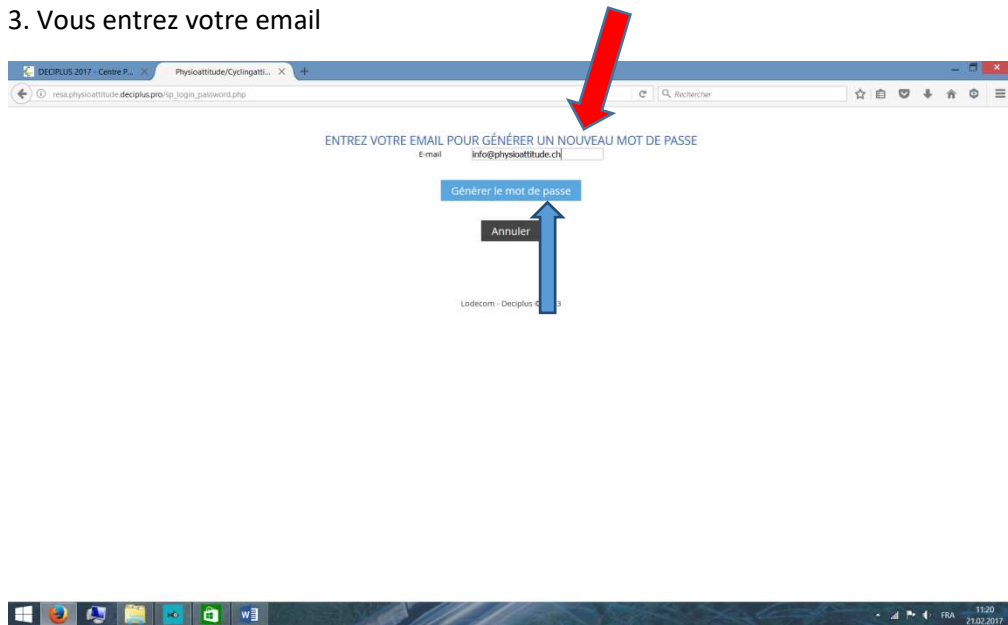 3. Vous entrez votre email
DECIPLUS 2017 - Centre P...
Physioattitude/Cyclingatti...
resa.physioattitude.deciplus.pro/sp_login_password.php
Rechercher
ENTREZ VOTRE EMAIL POUR GÉNÉRER UN NOUVEAU MOT DE PASSE
E-mail info@physioattitude.ch
Générer le mot de passe
Annuler
Lodecom - Deciplus ©
FRA
11:20
21.02.2017